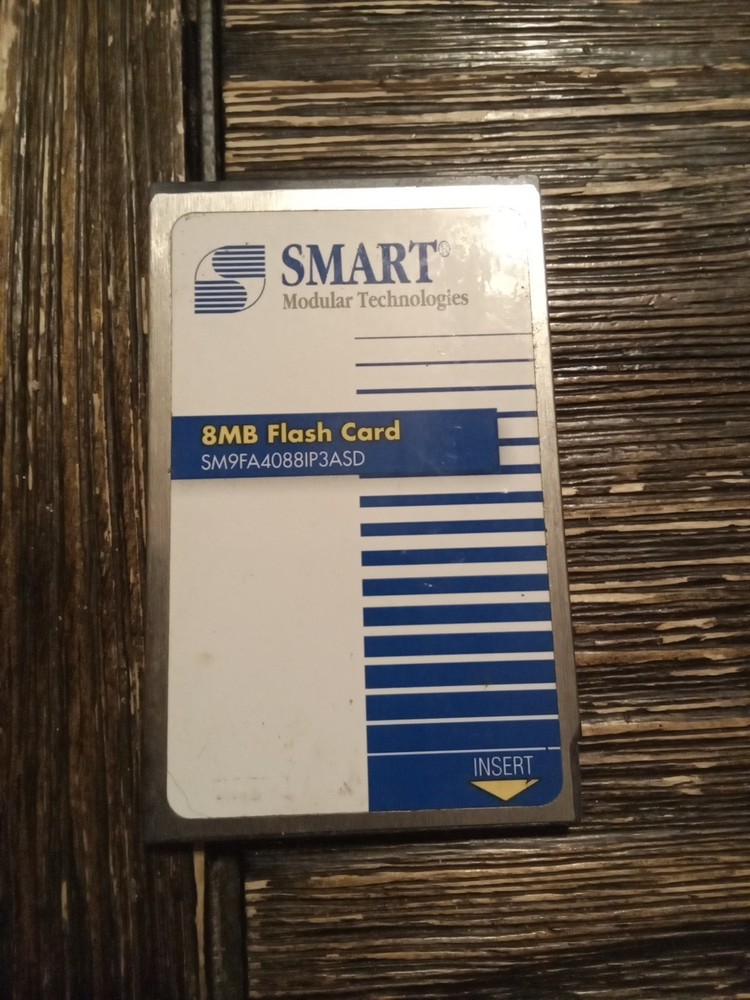 SMART®
Modular Technologies
8MB Flash Card
SM9FA4088IP3ASD
INSERT